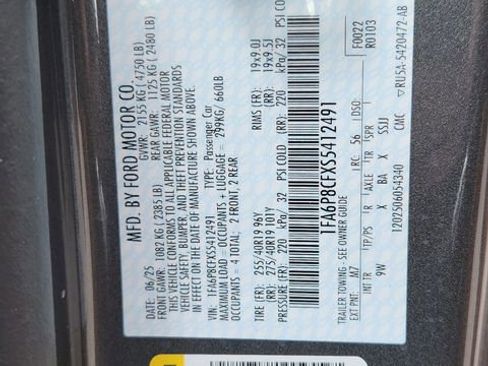 MFD. BY FORD MOTOR CO.
DATE: 06/25 GVWR: 2155 KG ( 4750 LB)
FRONT GAWR: 1082 KG ( 2385 LB) REAR GAWR: 1125 KG ( 2480 LB)
THIS VEHICLE CONFORMS TO ALL APPLICABLE FEDERAL MOTOR
VEHICLE SAFETY, BUMPER, AND THEFT PREVENTION STANDARDS
IN EFFECT ON THE DATE OF MANUFACTURE SHOWN ABOVE.
VIN: 1FA6P8CFXS5412491 TYPE: Passenger Car
MAXIMUM LOAD = OCCUPANTS + LUGGAGE = 299KG/ 660LB
OCCUPANTS = 4 TOTAL: 2 FRONT, 2 REAR
TIRES (FR): 255/40R19 96Y RIMS (FR): 19x9.0J
(RR): 275/40R19 101Y (RR): 19x9.5J
PRESSURE (FR): 220 kPa/ 32 PSI COLD (RR): 220 kPa/ 32 PSI COLD
1FA6P8CFXS5412491
TRAILER TOWING - SEE OWNER GUIDE
F0022
R0103
EXT PNT: M7 RC: 56 DSO:
INT TR TP/PS R AXLE TR SPR
9W X BA X SSJJ
1202506054340 CMC ▽RUSA-5420472-AB